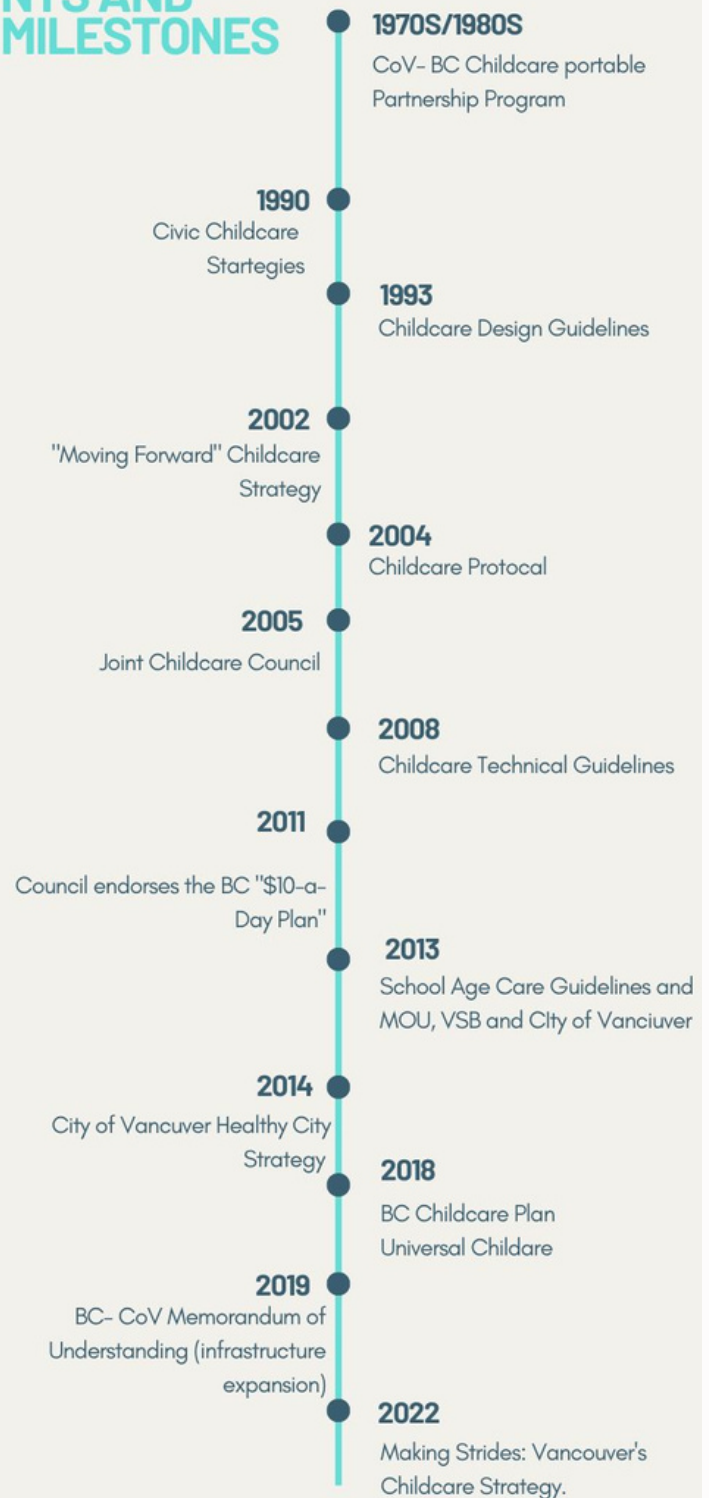 NTS AND
MILESTONES
1970S/1980S
CoV- BC Childcare portable
Partnership Program
1990
Civic Childcare
Startegies
1993
Childcare Design Guidelines
2002
"Moving Forward" Childcare
Strategy
2004
Childcare Protocal
2005
Joint Childcare Council
2008
Childcare Technical Guidelines
2011
Council endorses the BC "$10-a-
Day Plan"
2013
School Age Care Guidelines and
MOU, VSB and CIty of Vanciuver
2014
City of Vancuver Healthy City
Strategy
2018
BC Childcare Plan
Universal Childare
2019
BC- CoV Memorandum of
Understanding (infrastructure
expansion)
2022
Making Strides: Vancouver's
Childcare Strategy.